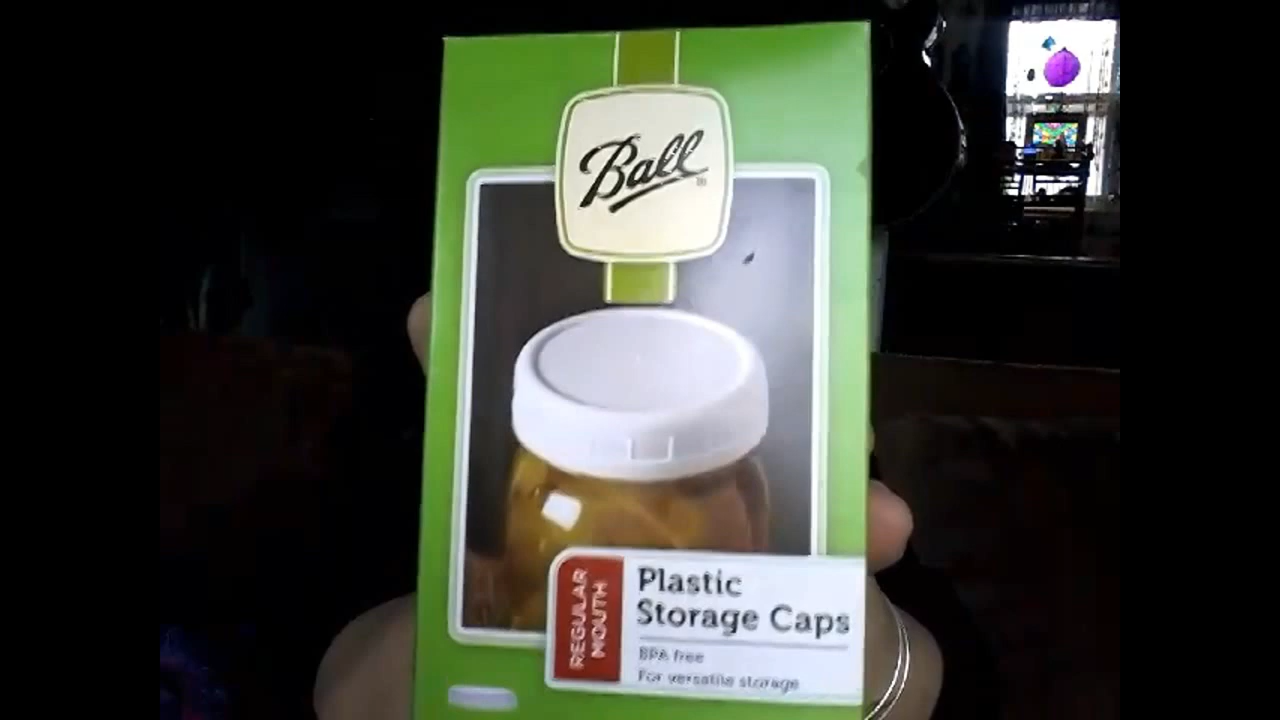 Ball®
REGULAR
MOUTH
Plastic
Storage Caps
BPA free
For versatile storage